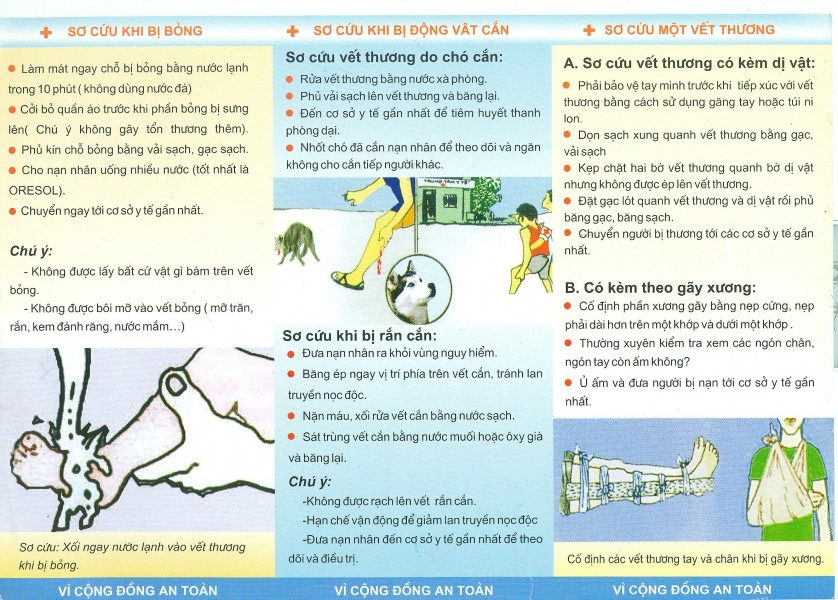 SƠ CỨU KHI BỊ BỎNG
Làm mát ngay chỗ bị bỏng bằng nước lạnh
trong 10 phút ( không dùng nước đá)
Cởi bỏ quần áo trước khi phần bỏng bị sưng
lên( Chú ý không gây tổn thương thêm).
Phủ kín chỗ bỏng bằng vải sạch, gạc sạch.
Cho nạn nhân uống nhiều nước (tốt nhất là
ORESOL).
Chuyển ngay tới cơ sở y tế gần nhất.
Chú ý:
- Không được lấy bất cứ vật gì bám trên vết
bỏng.
- Không được bôi mỡ vào vết bỏng ( mỡ trăn,
rắn, kem đánh răng, nước mắm...)
Sơ cứu: Xối ngay nước lạnh vào vết thương
khi bị bỏng.
VÌ CỘNG ĐỒNG AN TOÀN
SƠ CỨU KHI BỊ ĐỘNG VẬT CẮN
Sơ cứu vết thương do chó cắn:
Rửa vết thương bằng nước xà phòng.
Phủ vải sạch lên vết thương và băng lại.
Đến cơ sở y tế gần nhất để tiêm huyết thanh
phòng dại.
Nhốt chó đã cắn nạn nhân để theo dõi và ngăn
không cho cắn tiếp người khác.
TRUNG TÂM Y TẾ
Sơ cứu khi bị rắn cắn:
Đưa nạn nhân ra khỏi vùng nguy hiểm.
Băng ép ngay vị trí phía trên vết cắn, tránh lan
truyền nọc độc.
Nặn máu, xối rửa vết cắn bằng nước sạch.
Sát trùng vết cắn bằng nước muối hoặc ôxy già
và băng lại.
Chú ý:
-Không được rạch lên vết rắn cắn.
-Hạn chế vận động để giảm lan truyền nọc độc
-Đưa nạn nhân đến cơ sở y tế gần nhất để theo
dõi và điều trị.
VÌ CỘNG ĐỒNG AN TOÀN
SƠ CỨU MỘT VẾT THƯƠNG
A. Sơ cứu vết thương có kèm dị vật:
Phải bảo vệ tay mình trước khi tiếp xúc với vết
thương bằng cách sử dụng găng tay hoặc túi ni
lon.
Dọn sạch xung quanh vết thương bằng gạc,
vải sạch
Kẹp chặt hai bờ vết thương quanh bờ dị vật
nhưng không được ép lên vết thương.
Đặt gạc lót quanh vết thương và dị vật rồi phủ
băng gạc, băng sạch.
Chuyển người bị thương tới các cơ sở y tế gần
nhất.
B. Có kèm theo gãy xương:
Cố định phần xương gãy bằng nẹp cứng, nẹp
phải dài hơn trên một khớp và dưới một khớp .
Thường xuyên kiểm tra xem các ngón chân,
ngón tay còn ấm không?
Ủ ấm và đưa người bị nạn tới cơ sở y tế gần
nhất.
Cố định các vết thương tay và chân khi bị gãy xương.
VÌ CỘNG ĐỒNG AN TOÀN